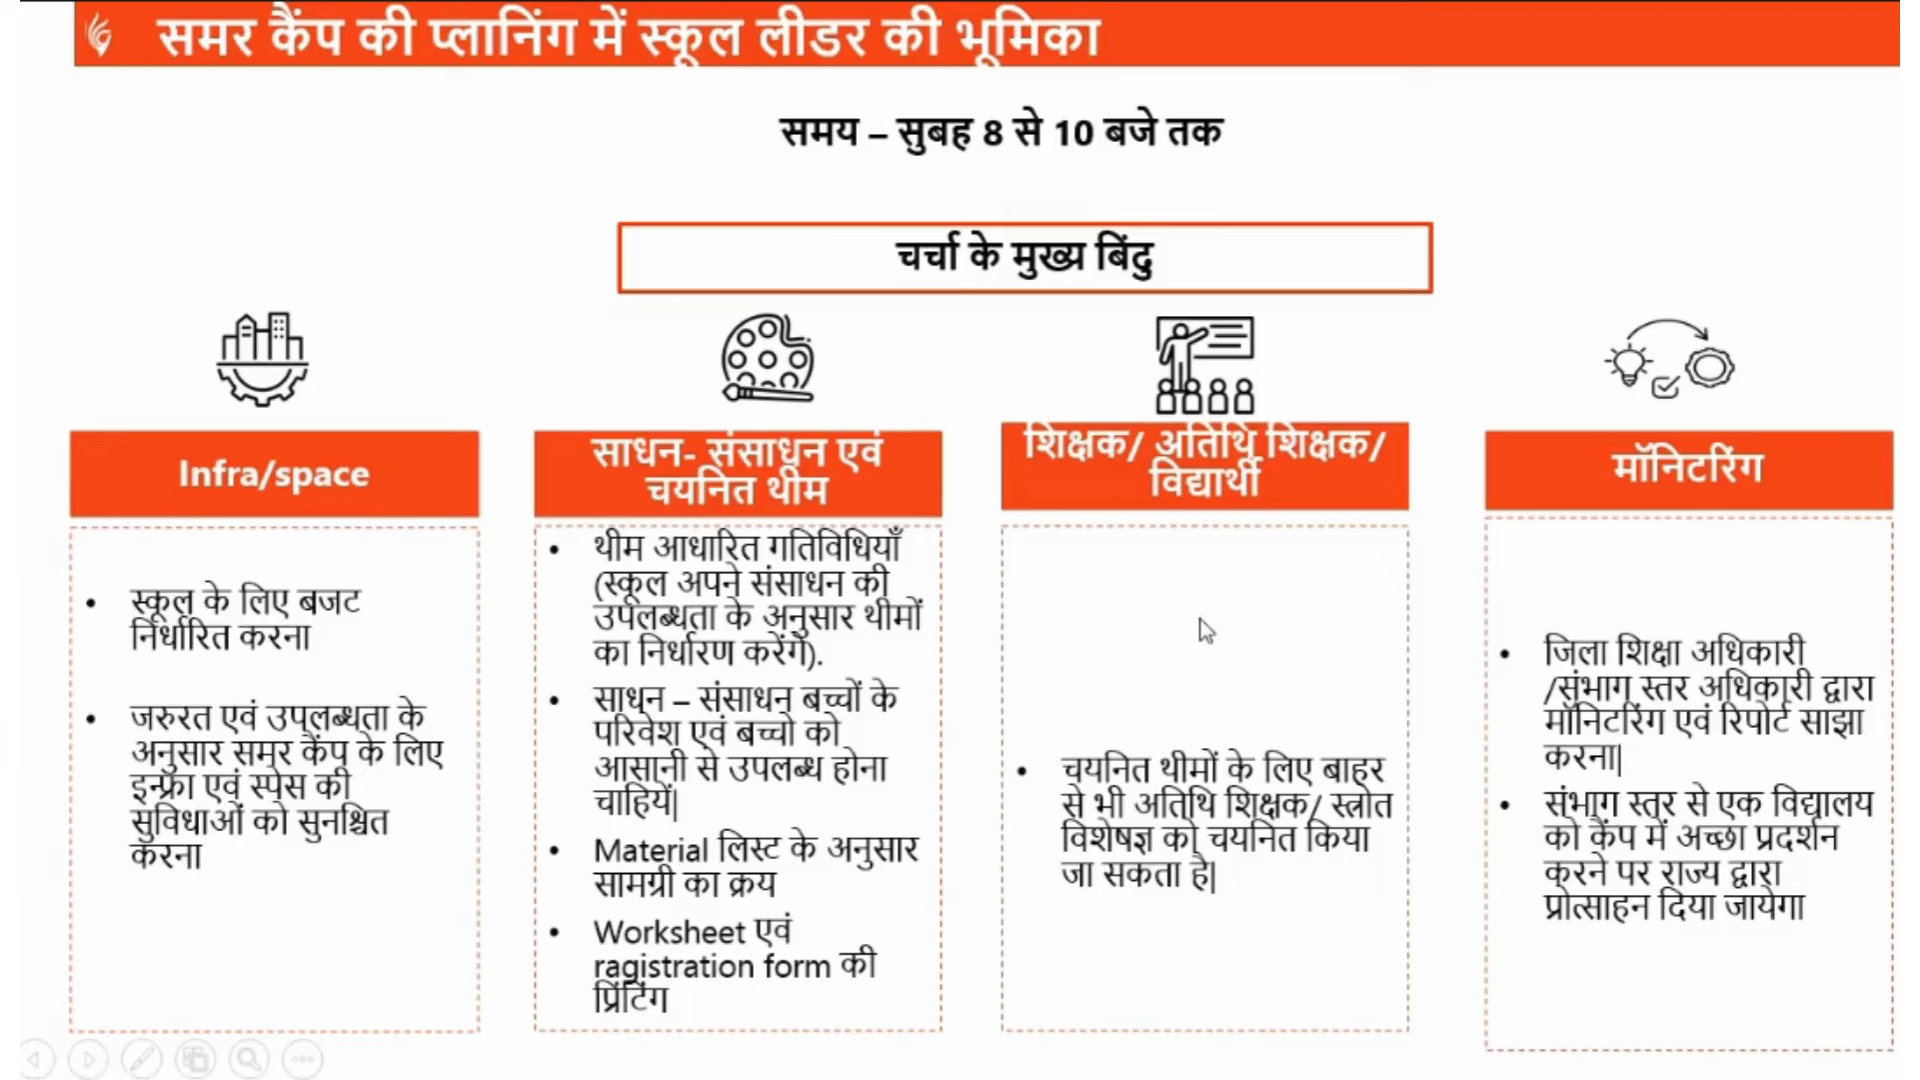 समर कैंप की प्लानिंग में स्कूल लीडर की भूमिका
समय – सुबह 8 से 10 बजे तक
चर्चा के मुख्य बिंदु
Infra/space
• स्कूल के लिए बजट
निर्धारित करना
• जरुरत एवं उपलब्धता के
अनुसार समर कैंप के लिए
इन्फ्रा एवं स्पेस की
सुविधाओं को सुनश्चित
करना
साधन- संसाधन एवं
चयनित थीम
• थीम आधारित गतिविधियाँ
(स्कूल अपने संसाधन की
उपलब्धता के अनुसार थीमों
का निर्धारण करेंगे).
• साधन – संसाधन बच्चों के
परिवेश एवं बच्चो को
आसानी से उपलब्ध होना
चाहियें|
• Material लिस्ट के अनुसार
सामग्री का क्रय
• Worksheet एवं
ragistration form की
प्रिंटिंग
शिक्षक/ अतिथि शिक्षक/
विद्यार्थी
• चयनित थीमों के लिए बाहर
से भी अतिथि शिक्षक/ स्त्रोत
विशेषज्ञ को चयनित किया
जा सकता है|
मॉनिटरिंग
• जिला शिक्षा अधिकारी
/संभाग स्तर अधिकारी द्वारा
मॉनिटरिंग एवं रिपोर्ट साझा
करना|
• संभाग स्तर से एक विद्यालय
को कैंप में अच्छा प्रदर्शन
करने पर राज्य द्वारा
प्रोत्साहन दिया जायेगा